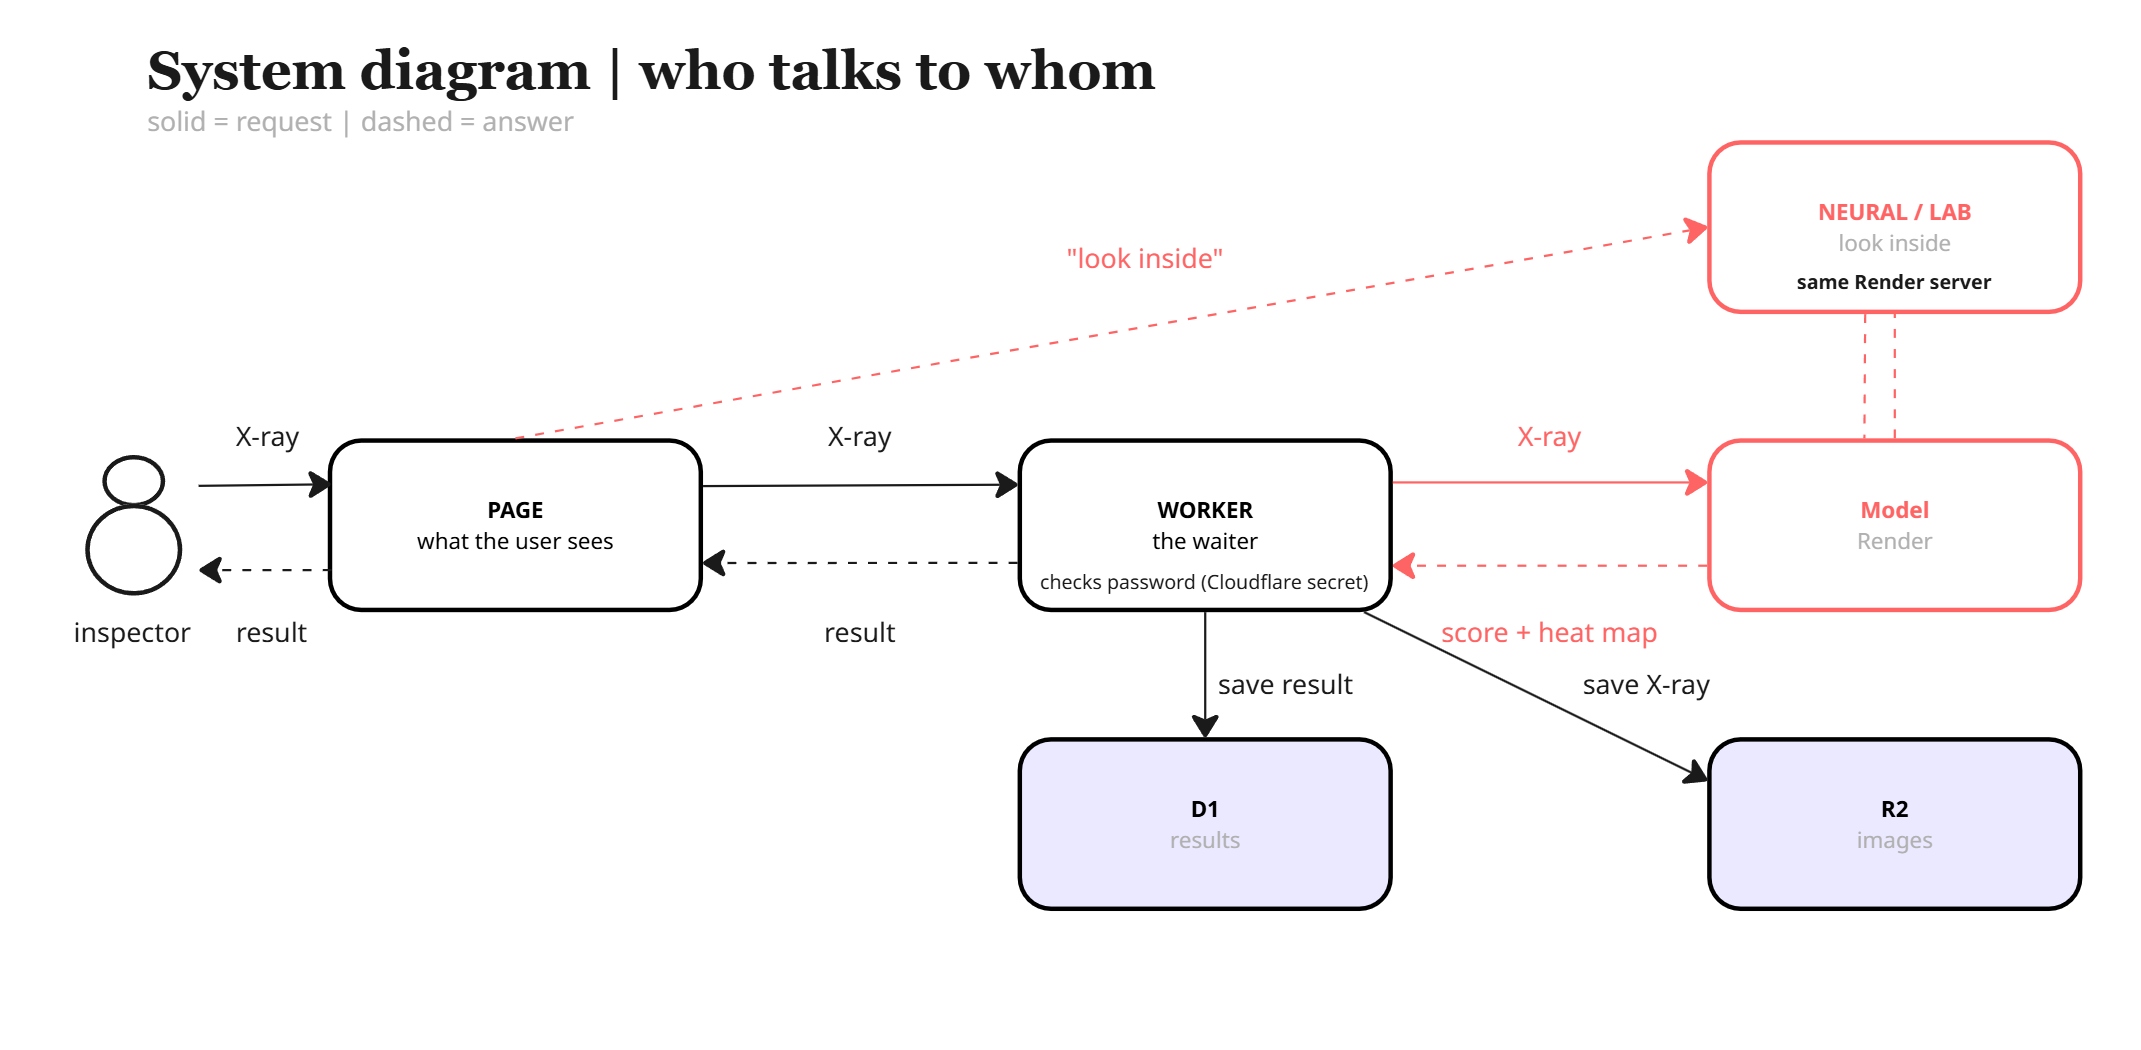 System diagram | who talks to whom
solid = request | dashed = answer
NEURAL / LAB
look inside
same Render server
"look inside"
X-ray
X-ray
X-ray
PAGE
what the user sees
WORKER
the waiter
checks password (Cloudflare secret)
Model
Render
inspector
result
result
score + heat map
save result
save X-ray
D1
results
R2
images